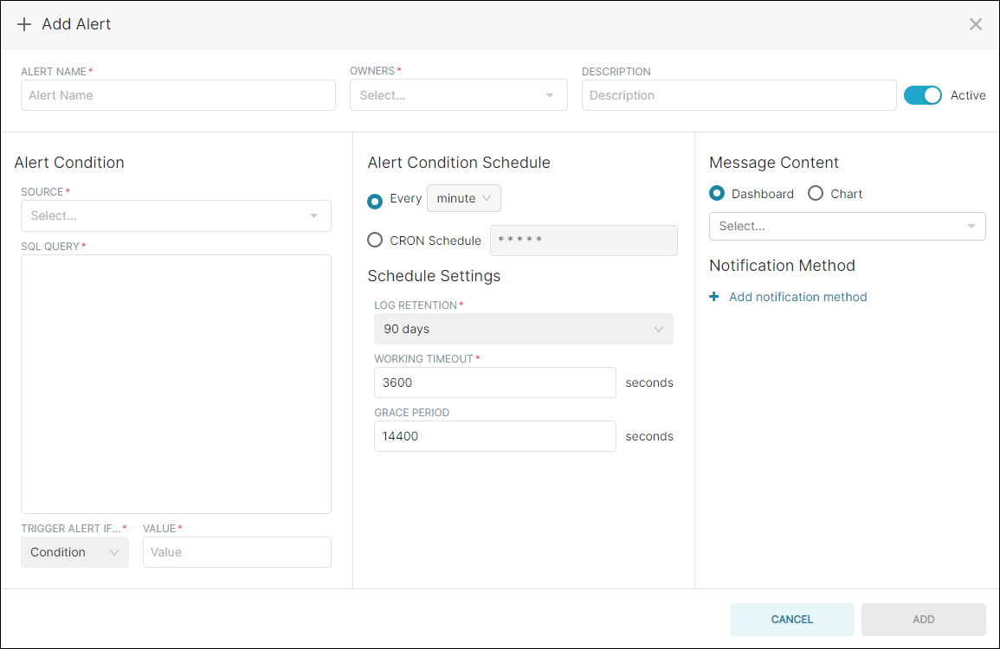 Add Alert
ALERT NAME *
Alert Name
OWNERS *
Select...
DESCRIPTION
Description
Active
Alert Condition
SOURCE *
Select...
SQL QUERY *
TRIGGER ALERT IF... *
Condition
VALUE *
Value
Alert Condition Schedule
Every minute
CRON Schedule * * * * *
Schedule Settings
LOG RETENTION *
90 days
WORKING TIMEOUT *
3600 seconds
GRACE PERIOD
14400 seconds
Message Content
Dashboard Chart
Select...
Notification Method
+ Add notification method
CANCEL
ADD